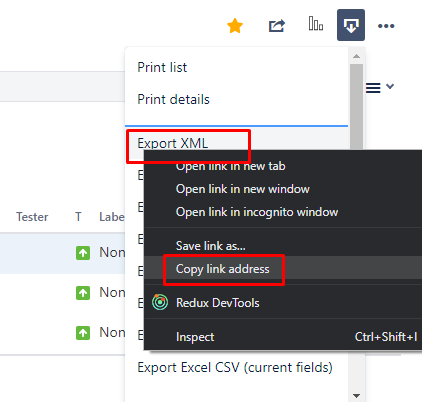 Print list
Print details
Export XML
E
Open link in new tab
E
Open link in new window
Open link in incognito window
Tester T Labe
E
Save link as...
Non
Copy link address
E
Non
Redux DevTools
E
Non
Inspect Ctrl+Shift+I
E
Export Excel CSV (current fields)